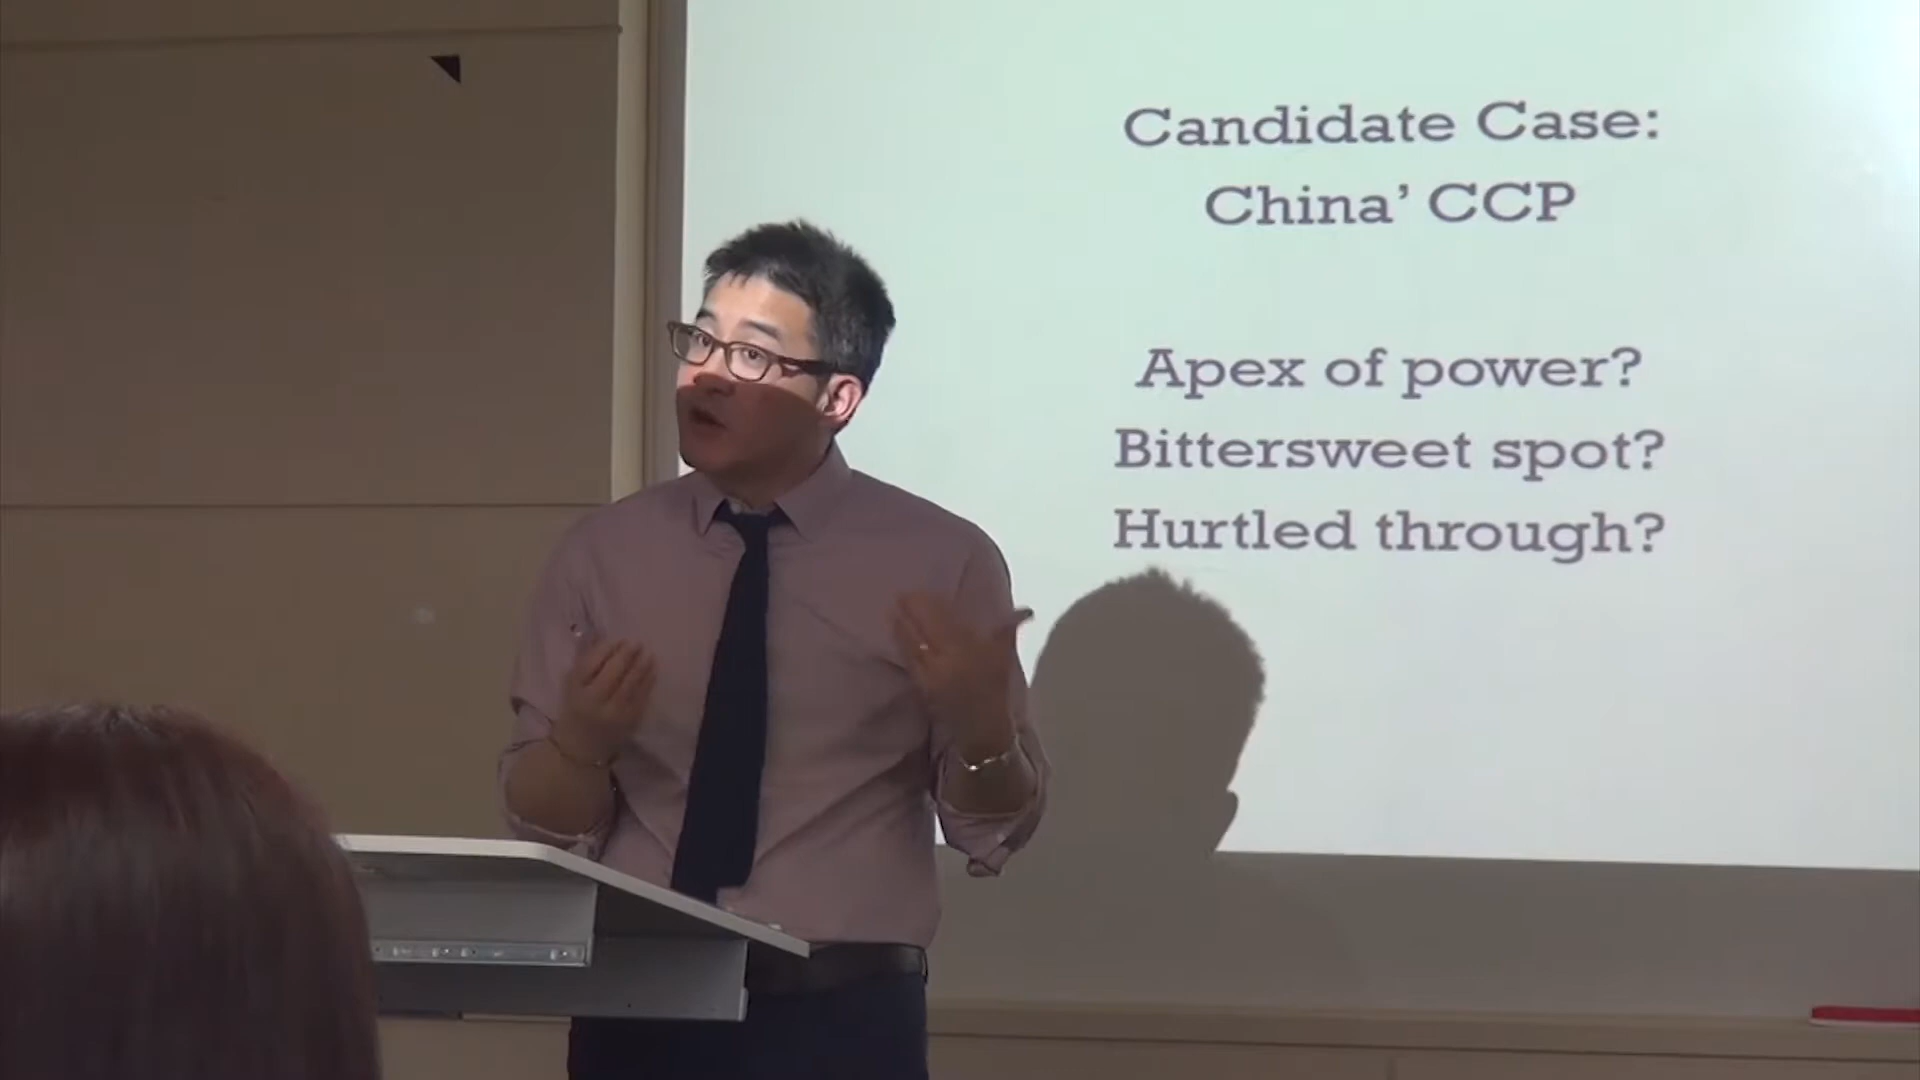 Candidate Case:
China’ CCP
Apex of power?
Bittersweet spot?
Hurtled through?